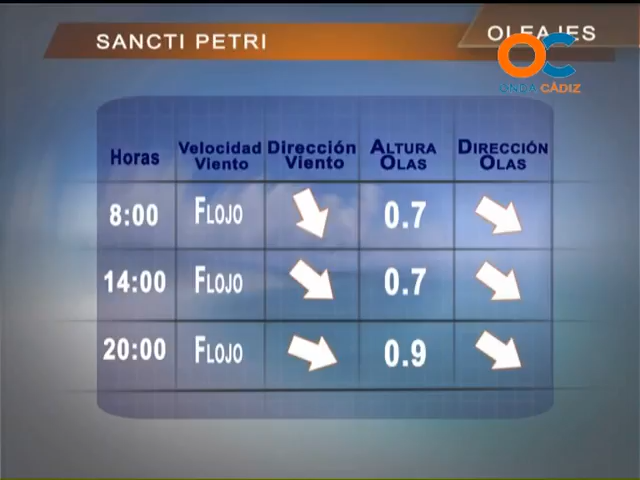 SANCTI PETRI
OLEAJES
OC
ONDA CÁDIZ
Horas Velocidad Viento Dirección Viento ALTURA OLAS DIRECCIÓN OLAS
8:00 FLOJO 0.7
14:00 FLOJO 0.7
20:00 FLOJO 0.9